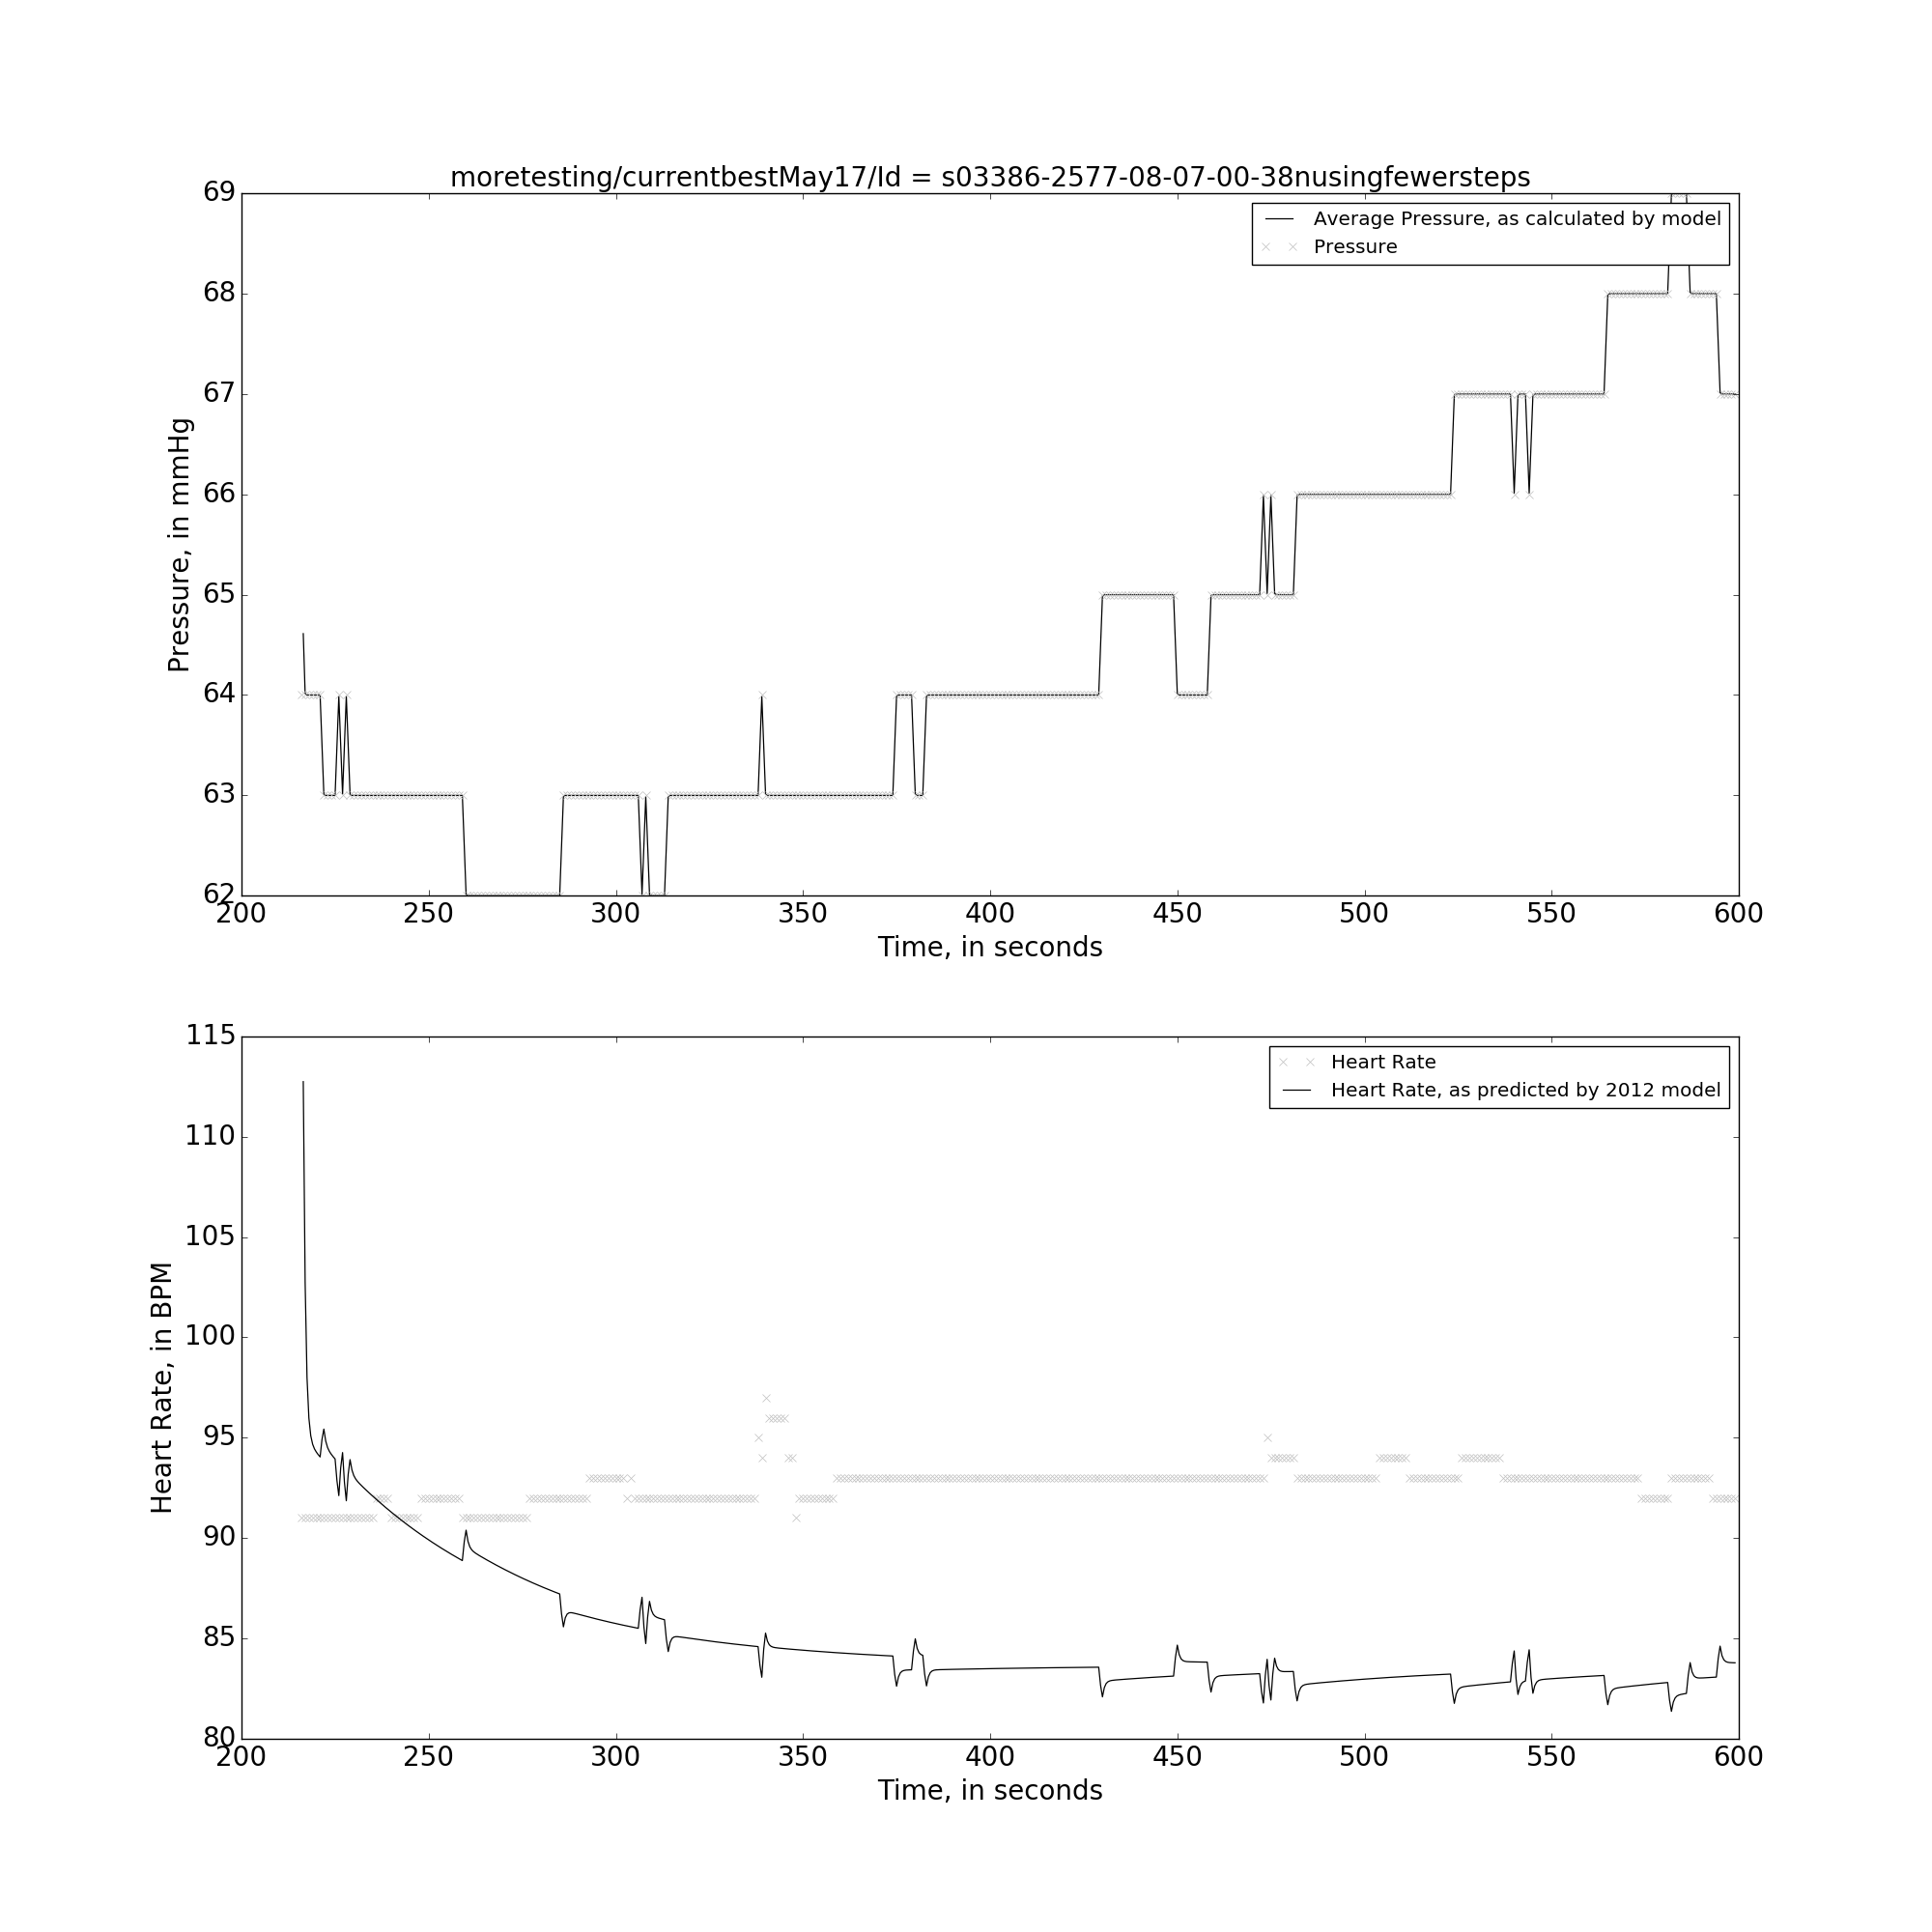 moretesting/currentbestMay17/Id = s03386-2577-08-07-00-38nusingfewersteps
69
68
67
66
65
64
63
62
Pressure, in mmHg
Average Pressure, as calculated by model
Pressure
200 250 300 350 400 450 500 550 600
Time, in seconds
115
110
105
100
95
90
85
80
Heart Rate, in BPM
Heart Rate
Heart Rate, as predicted by 2012 model
200 250 300 350 400 450 500 550 600
Time, in seconds